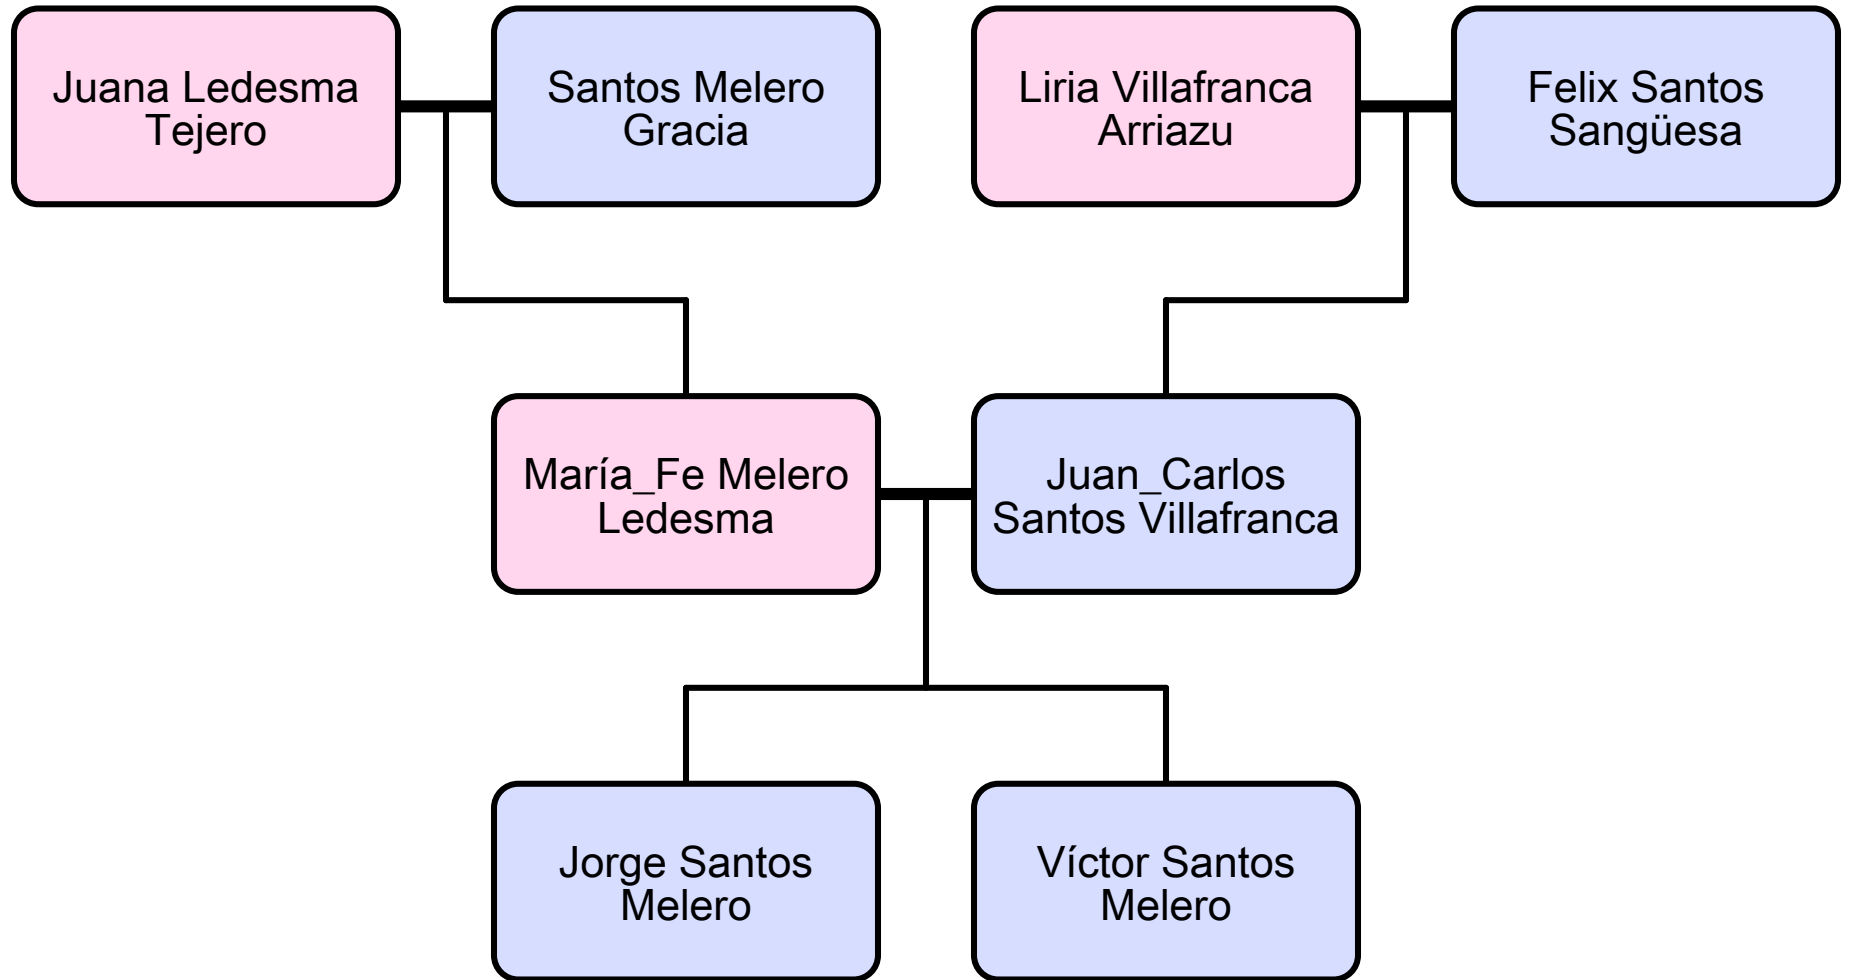 Juana Ledesma
Tejero
Santos Melero
Gracia
Liria Villafranca
Arriazu
Felix Santos
Sangüesa
María_Fe Melero
Ledesma
Juan_Carlos
Santos Villafranca
Jorge Santos
Melero
Víctor Santos
Melero